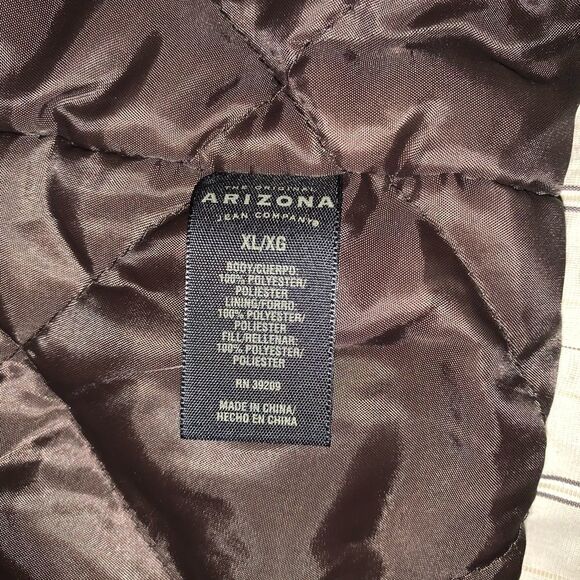 THE ORIGINAL
ARIZONA
JEAN COMPANY®
XL/XG
BODY/CUERPO.
100% POLYESTER/
POLIESTER
LINING/FORRO
100% POLYESTER/
POLIESTER
FILL/RELLENAR.
100% POLYESTER/
POLIESTER
RN 39209
MADE IN CHINA/
HECHO EN CHINA